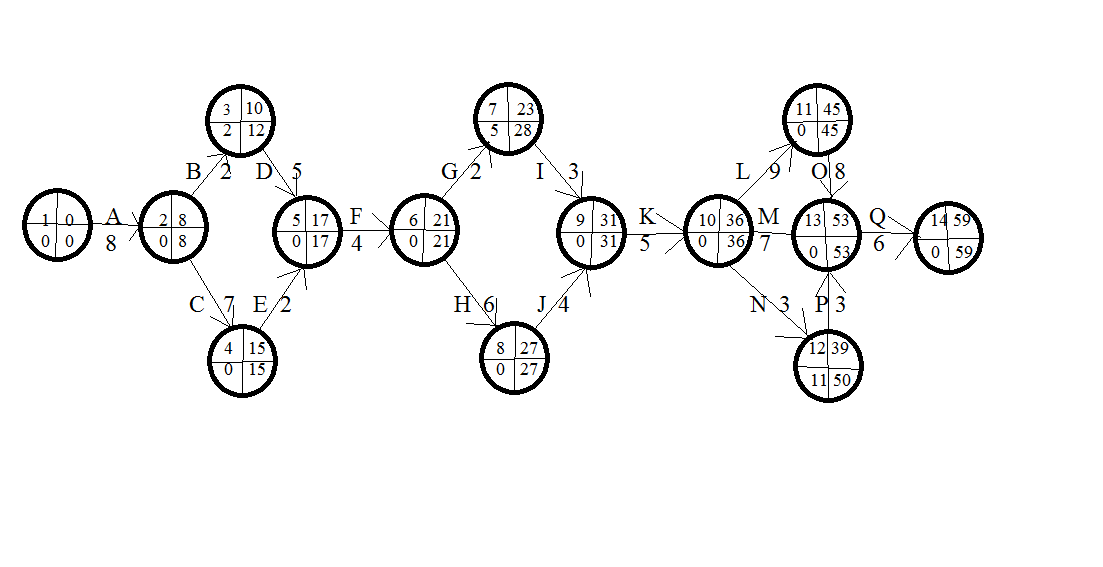 3 10
2 12
7 23
5 28
11 45
0 45
B 2
D 5
G 2
I 3
L 9
O 8
1 0
0 0
A
8
2 8
0 8
5 17
0 17
F
4
6 21
0 21
9 31
0 31
K
5
10 36
0 36
M
7
13 53
0 53
Q
6
14 59
0 59
C 7
E 2
H 6
J 4
N 3
P 3
4 15
0 15
8 27
0 27
12 39
11 50